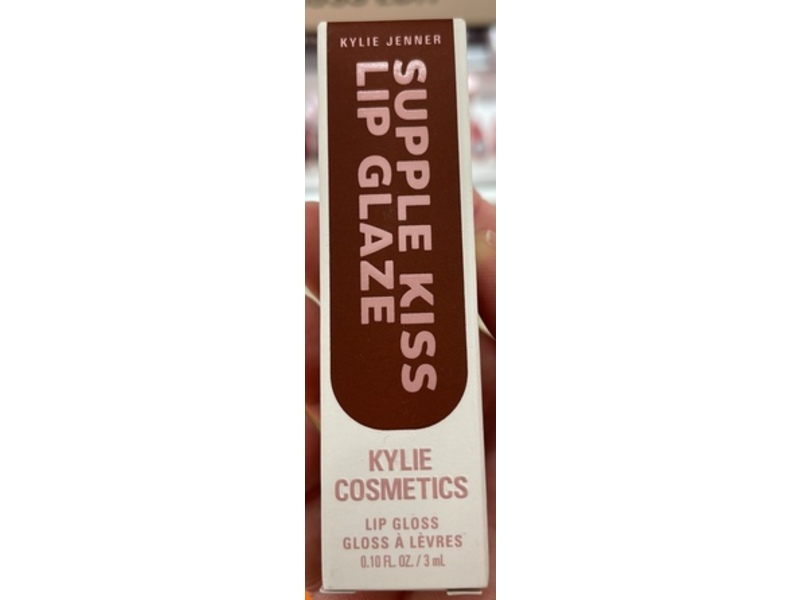 KYLIE JENNER
SUPPLE KISS
LIP GLAZE
KYLIE
COSMETICS
LIP GLOSS
GLOSS À LÈVRES
0.10 FL. OZ. / 3 mL